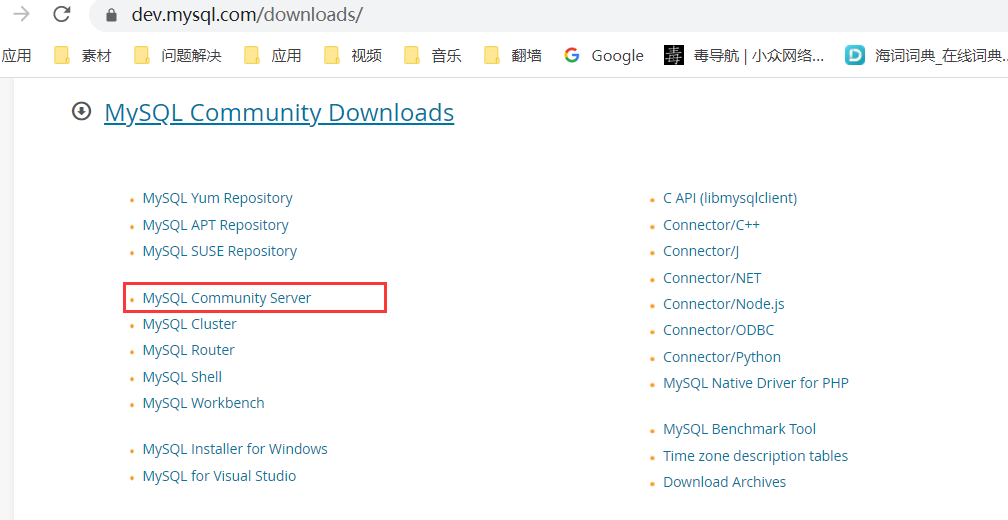 dev.mysql.com/downloads/
应用 素材 问题解决 应用 视频 音乐 翻墙 Google 毒 毒导航 | 小众网络... D 海词词典_在线词典...
MySQL Community Downloads
MySQL Yum Repository
MySQL APT Repository
MySQL SUSE Repository
MySQL Community Server
MySQL Cluster
MySQL Router
MySQL Shell
MySQL Workbench
MySQL Installer for Windows
MySQL for Visual Studio
C API (libmysqlclient)
Connector/C++
Connector/J
Connector/NET
Connector/Node.js
Connector/ODBC
Connector/Python
MySQL Native Driver for PHP
MySQL Benchmark Tool
Time zone description tables
Download Archives